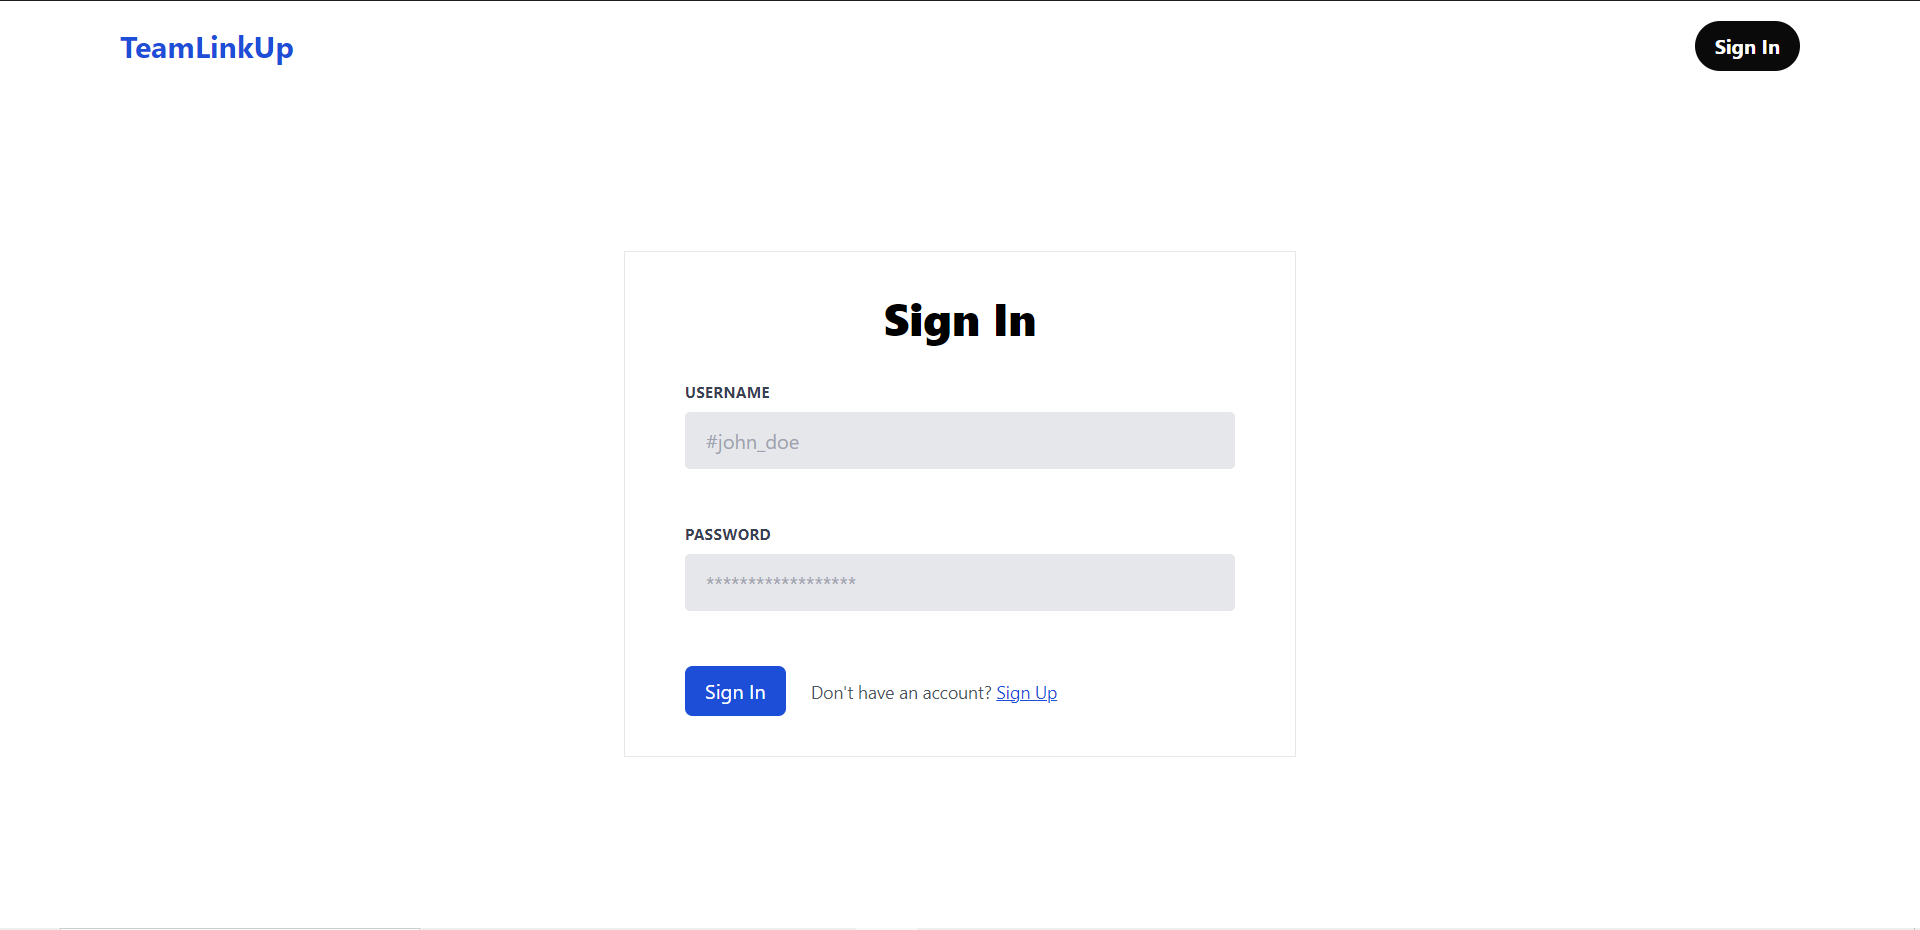 TeamLinkUp
Sign In
Sign In
USERNAME
#john_doe
PASSWORD
******************
Sign In
Don't have an account? Sign Up